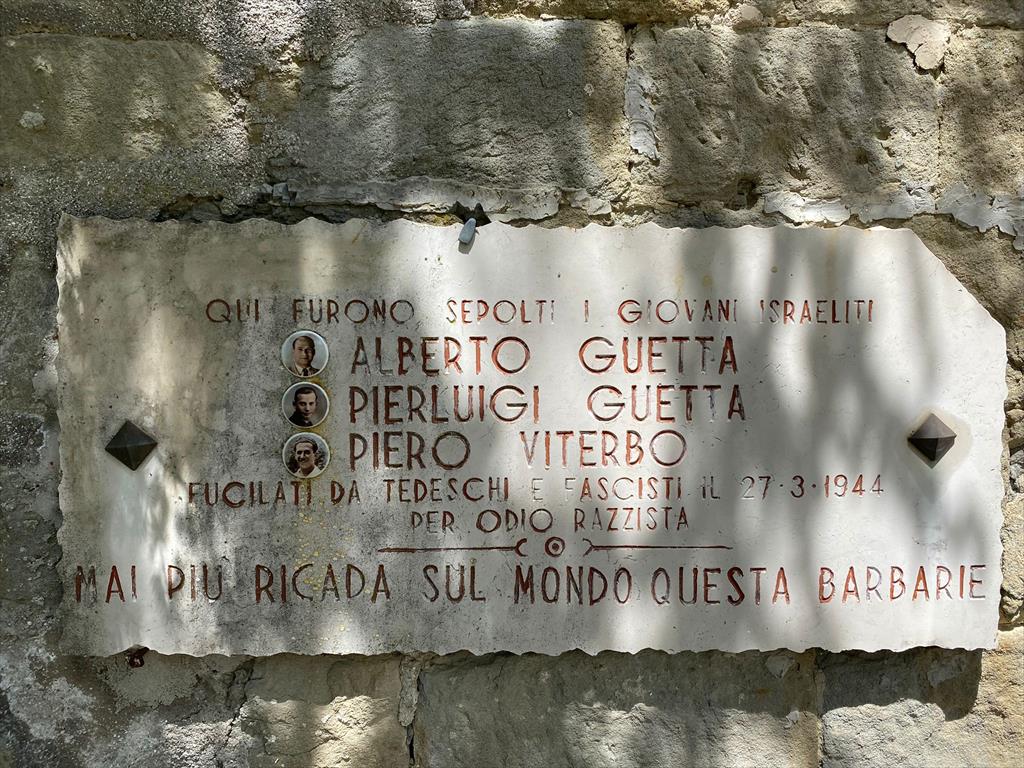 QUI FURONO SEPOLTI I GIOVANI ISRAELITI
ALBERTO GUETTA
PIERLUIGI GUETTA
PIERO VITERBO
FUCILATI DA TEDESCHI E FASCISTI IL 27·3·1944
PER ODIO RAZZISTA
MAI PIU RICADA SUL MONDO QUESTA BARBARIE